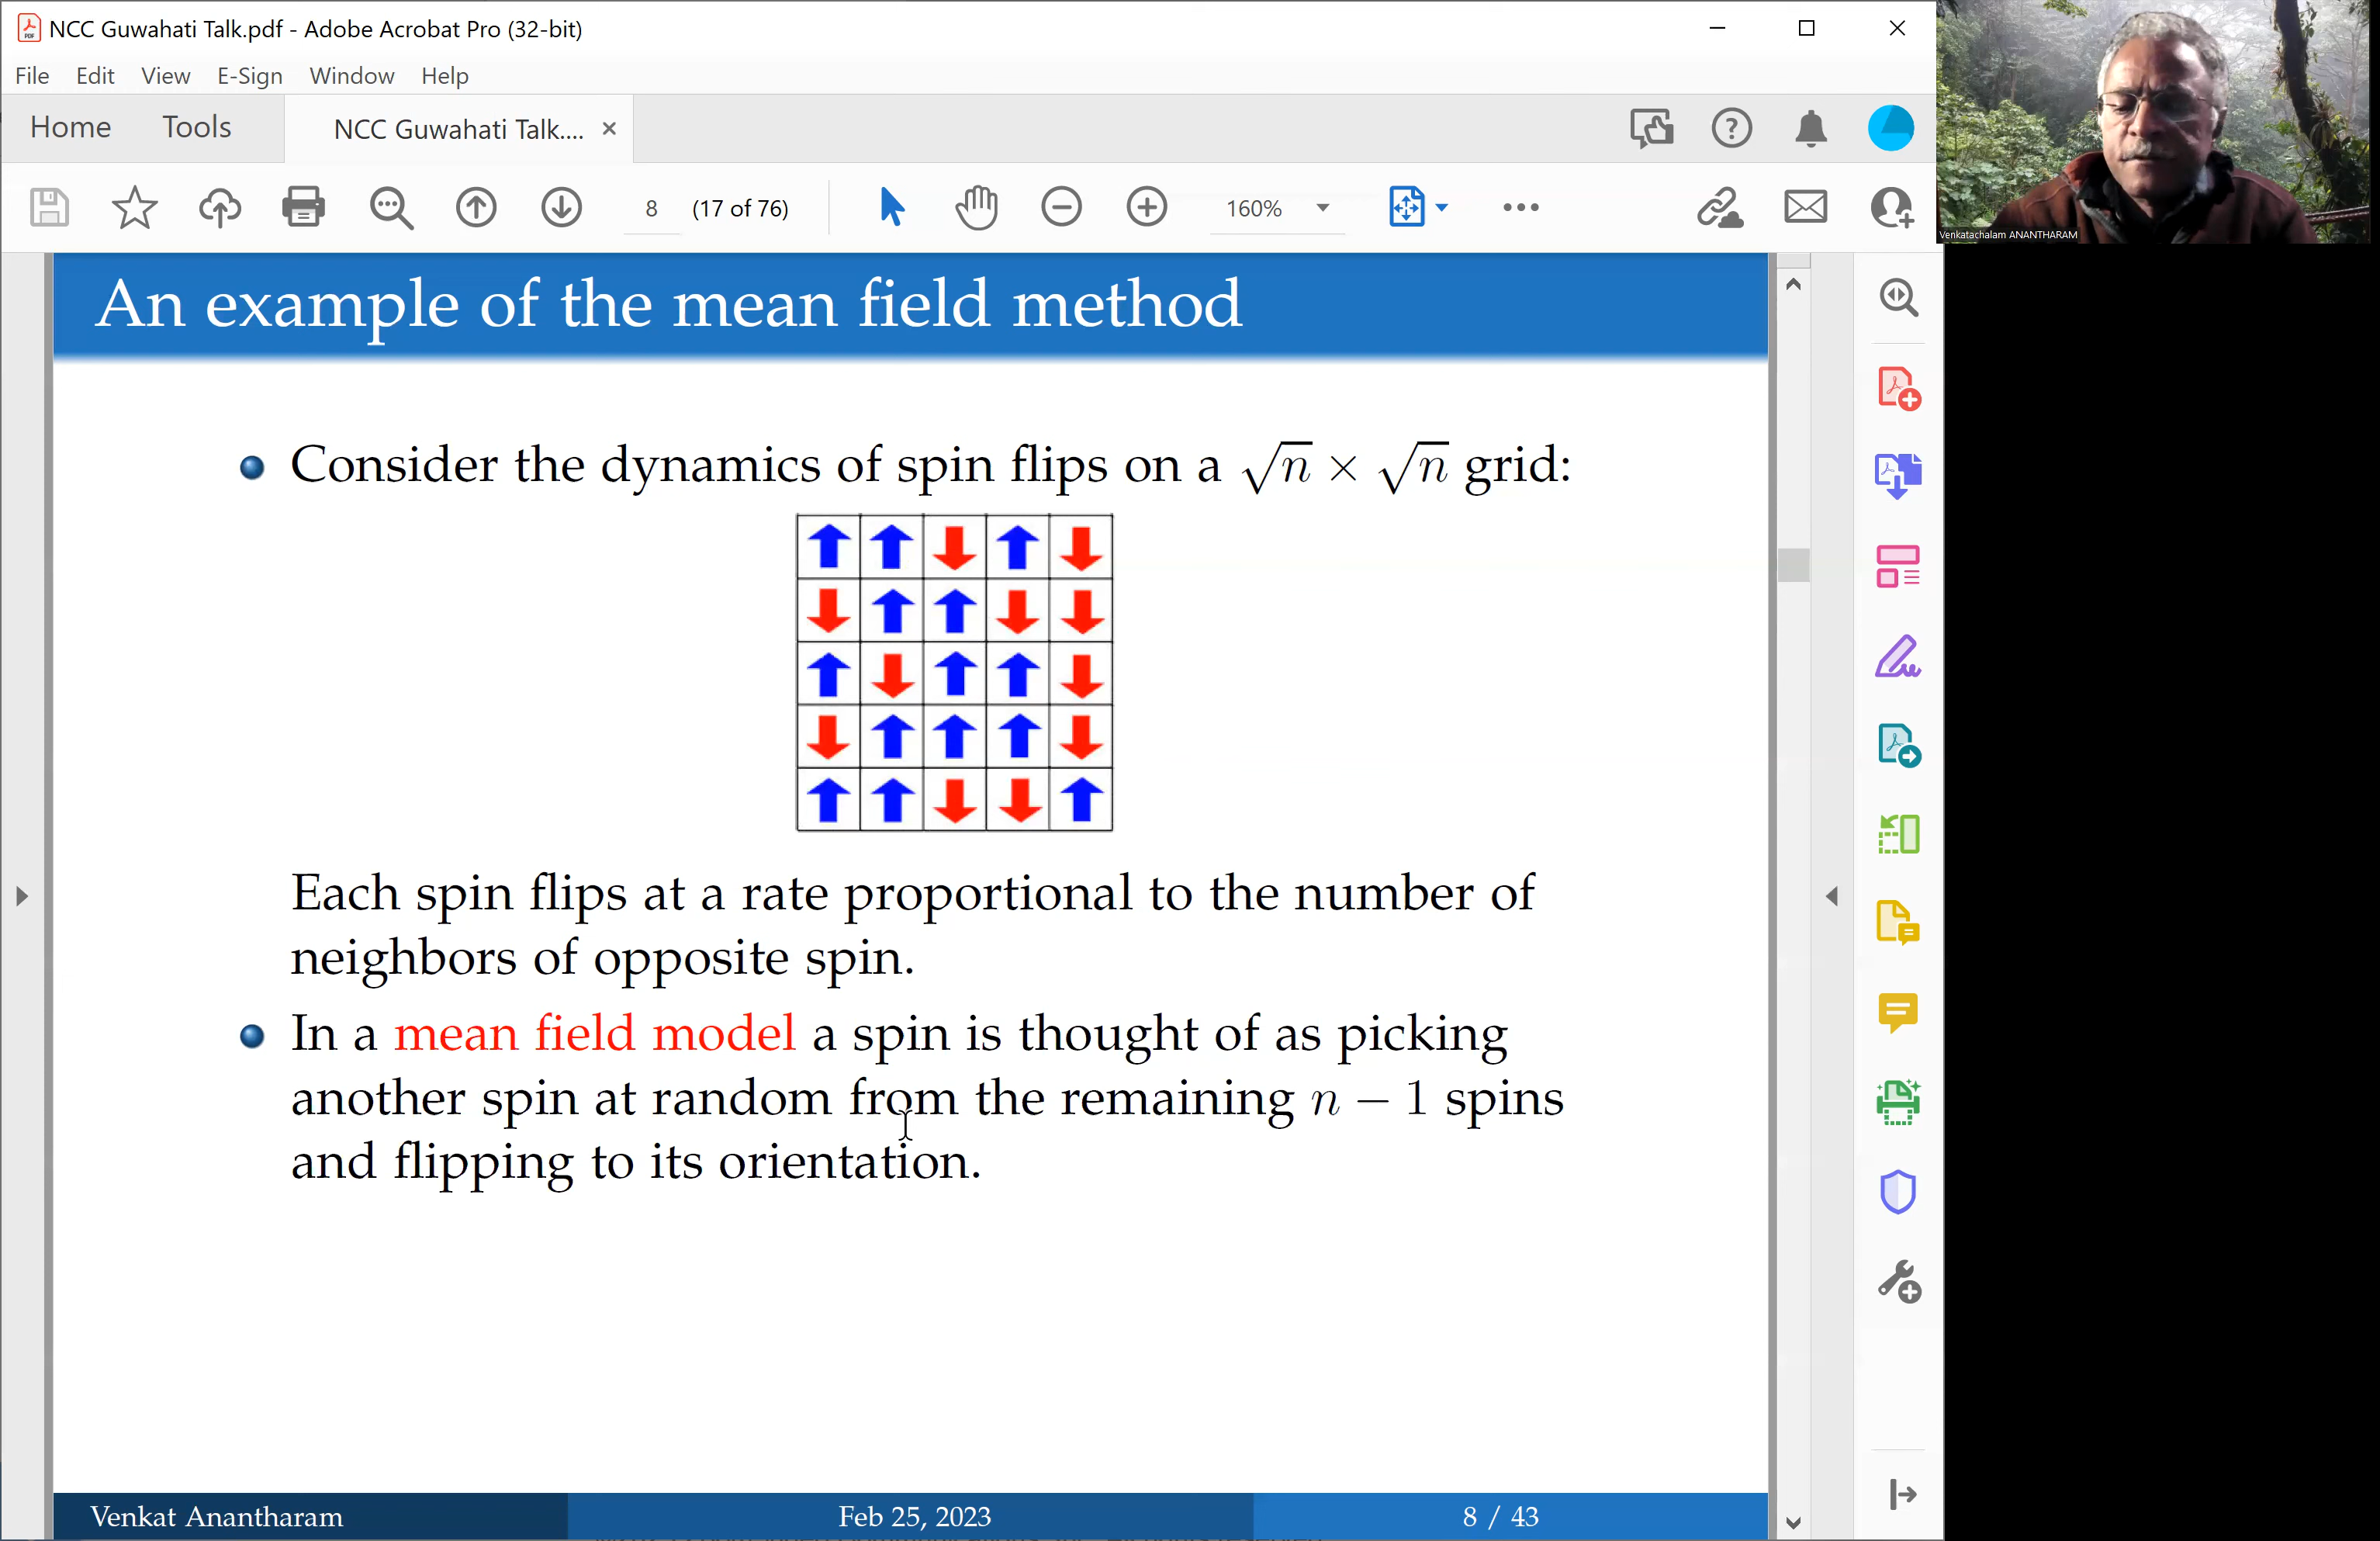 NCC Guwahati Talk.pdf - Adobe Acrobat Pro (32-bit)
File Edit View E-Sign Window Help
Home Tools NCC Guwahati Talk.... ×
8 (17 of 76) 160%
Venkatachalam ANANTHARAM
An example of the mean field method
Consider the dynamics of spin flips on a √n × √n grid:
Each spin flips at a rate proportional to the number of
neighbors of opposite spin.
In a mean field model a spin is thought of as picking
another spin at random from the remaining n − 1 spins
and flipping to its orientation.
Venkat Anantharam Feb 25, 2023 8 / 43